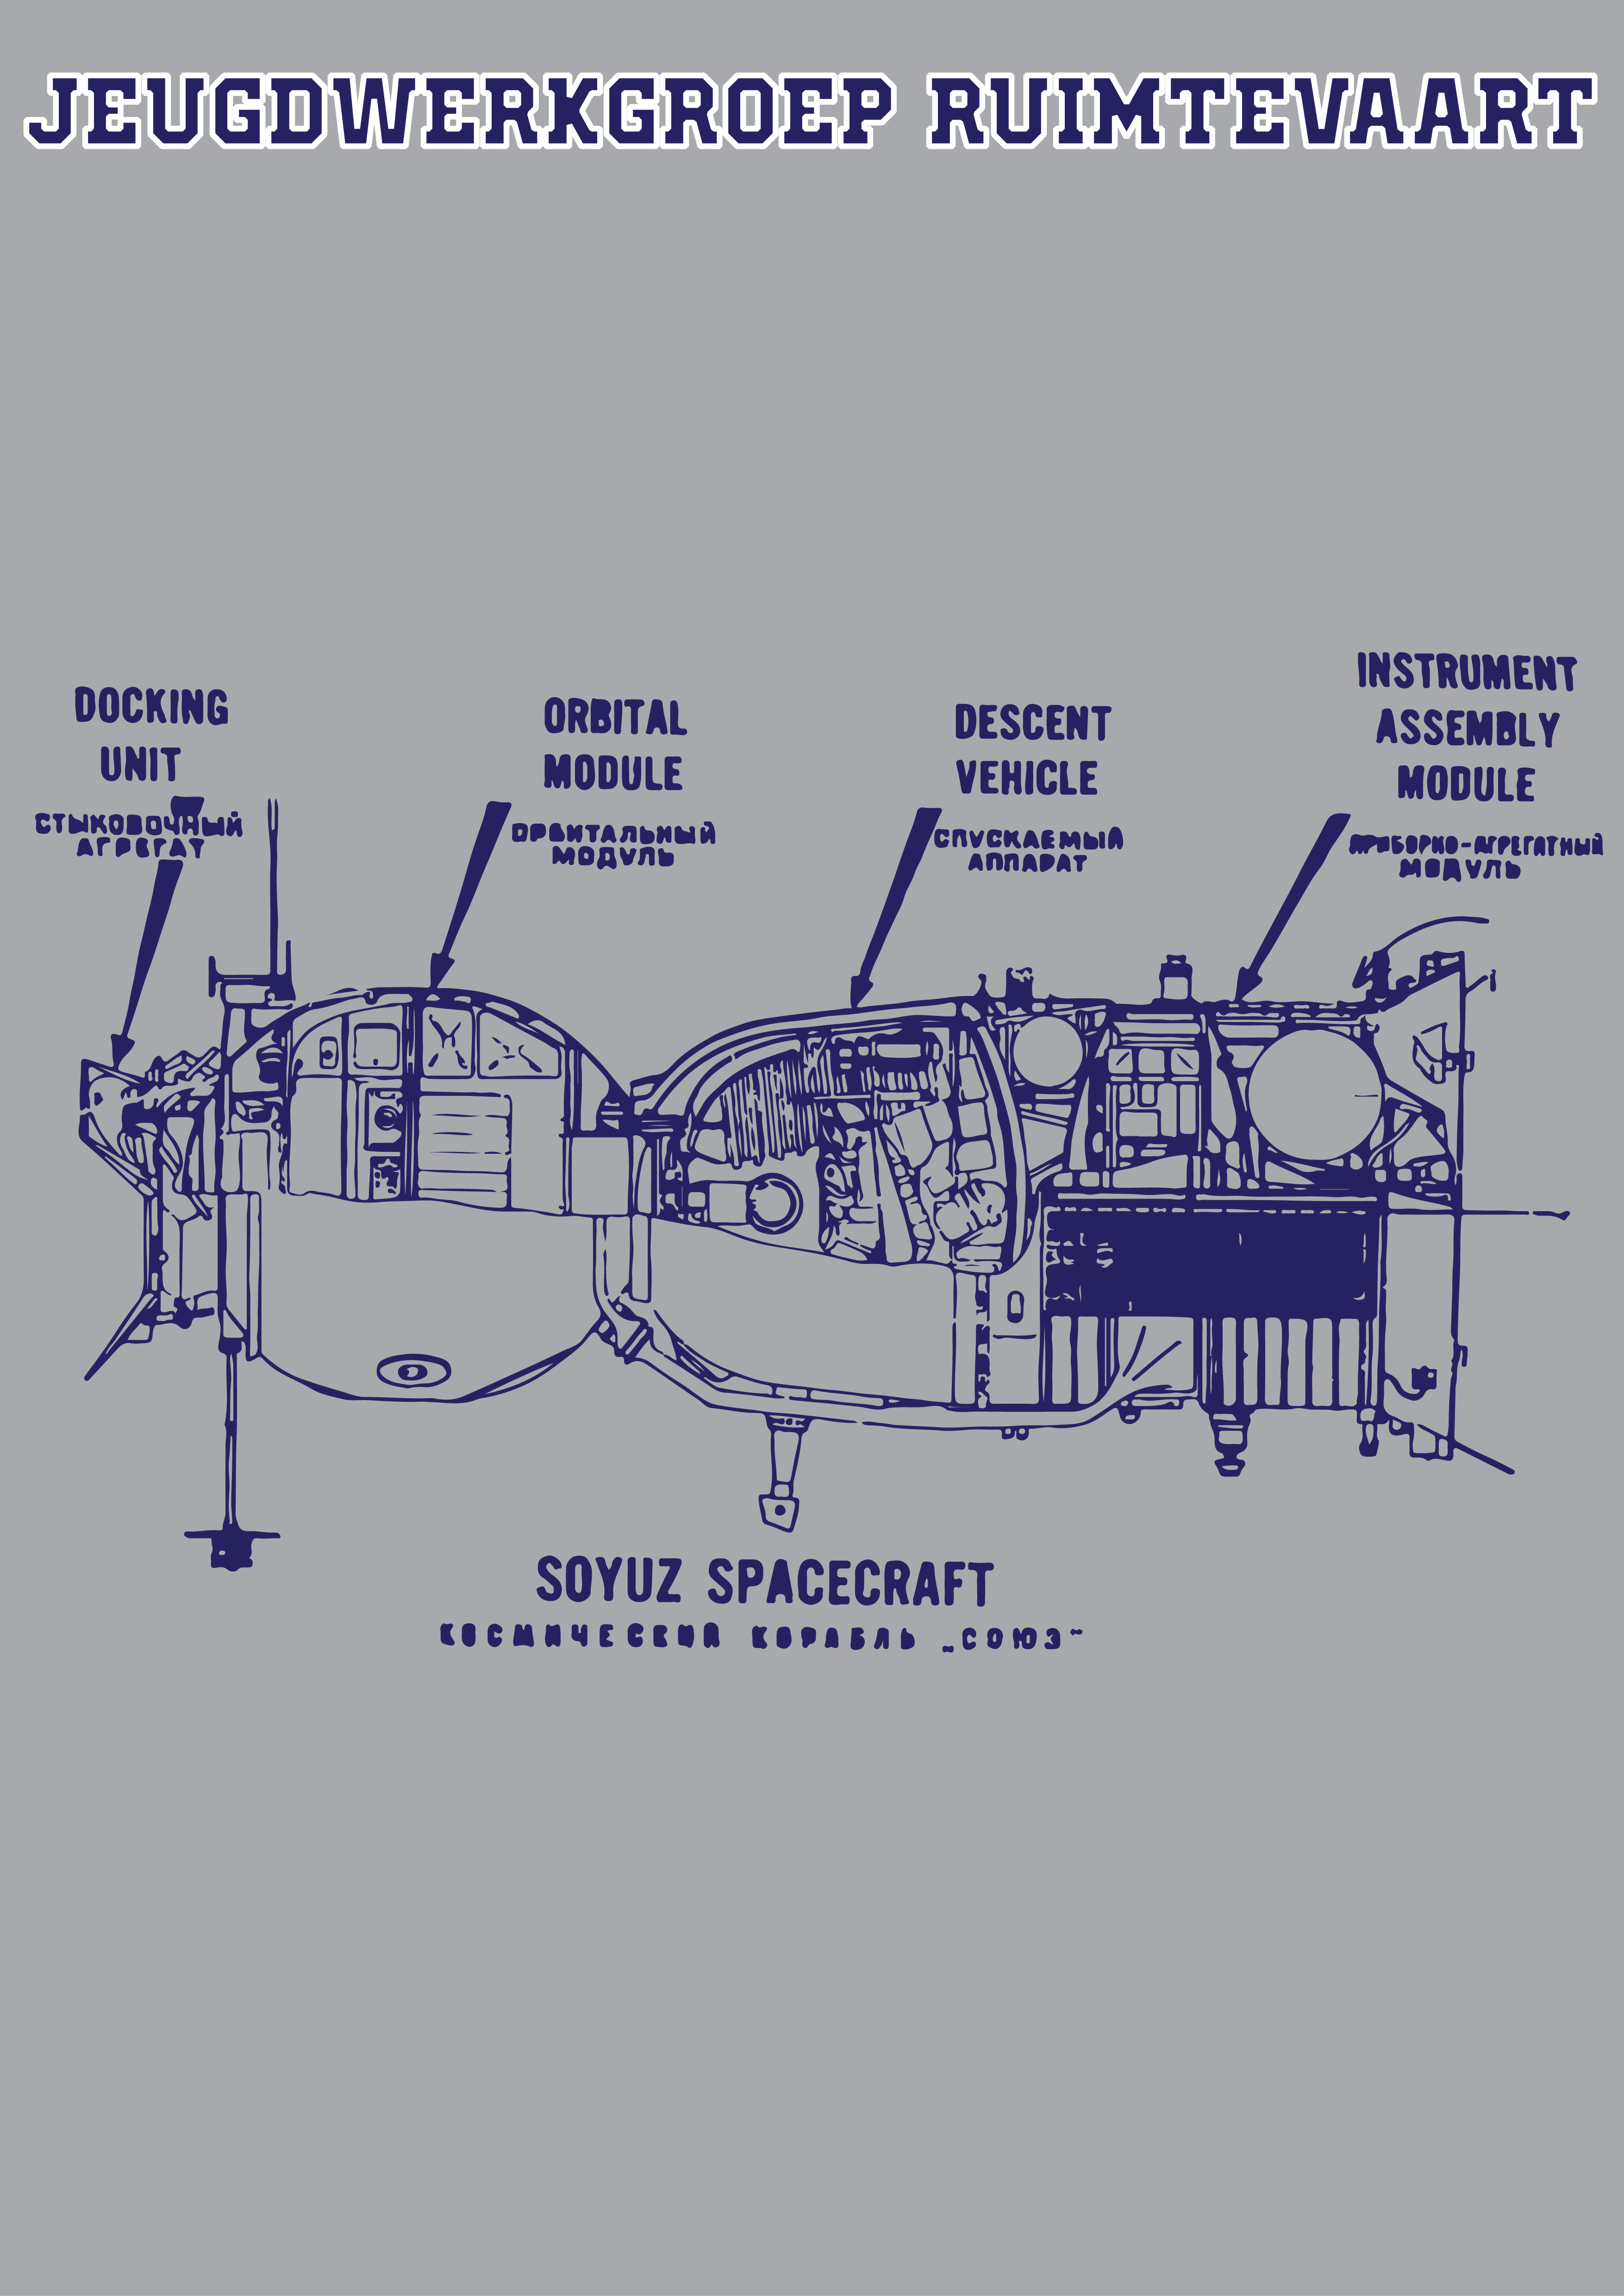 JEUGDWERKGROEP RUIMTEVAART
DOCKING
UNIT
СТЫКОВОЧНЫЙ
АГРЕГАТ
ORBITAL
MODULE
ОРБИТАЛЬНЫЙ
МОДУЛЬ
DESCENT
VEHICLE
СПУСКАЕМЫЙ
АППАРАТ
INSTRUMENT
ASSEMBLY
MODULE
ПРИБОРНО-АГРЕГАТНЫЙ
МОДУЛЬ
SOYUZ SPACECRAFT
КОСМИЧЕСКИЙ КОРАБЛЬ „СОЮЗ“